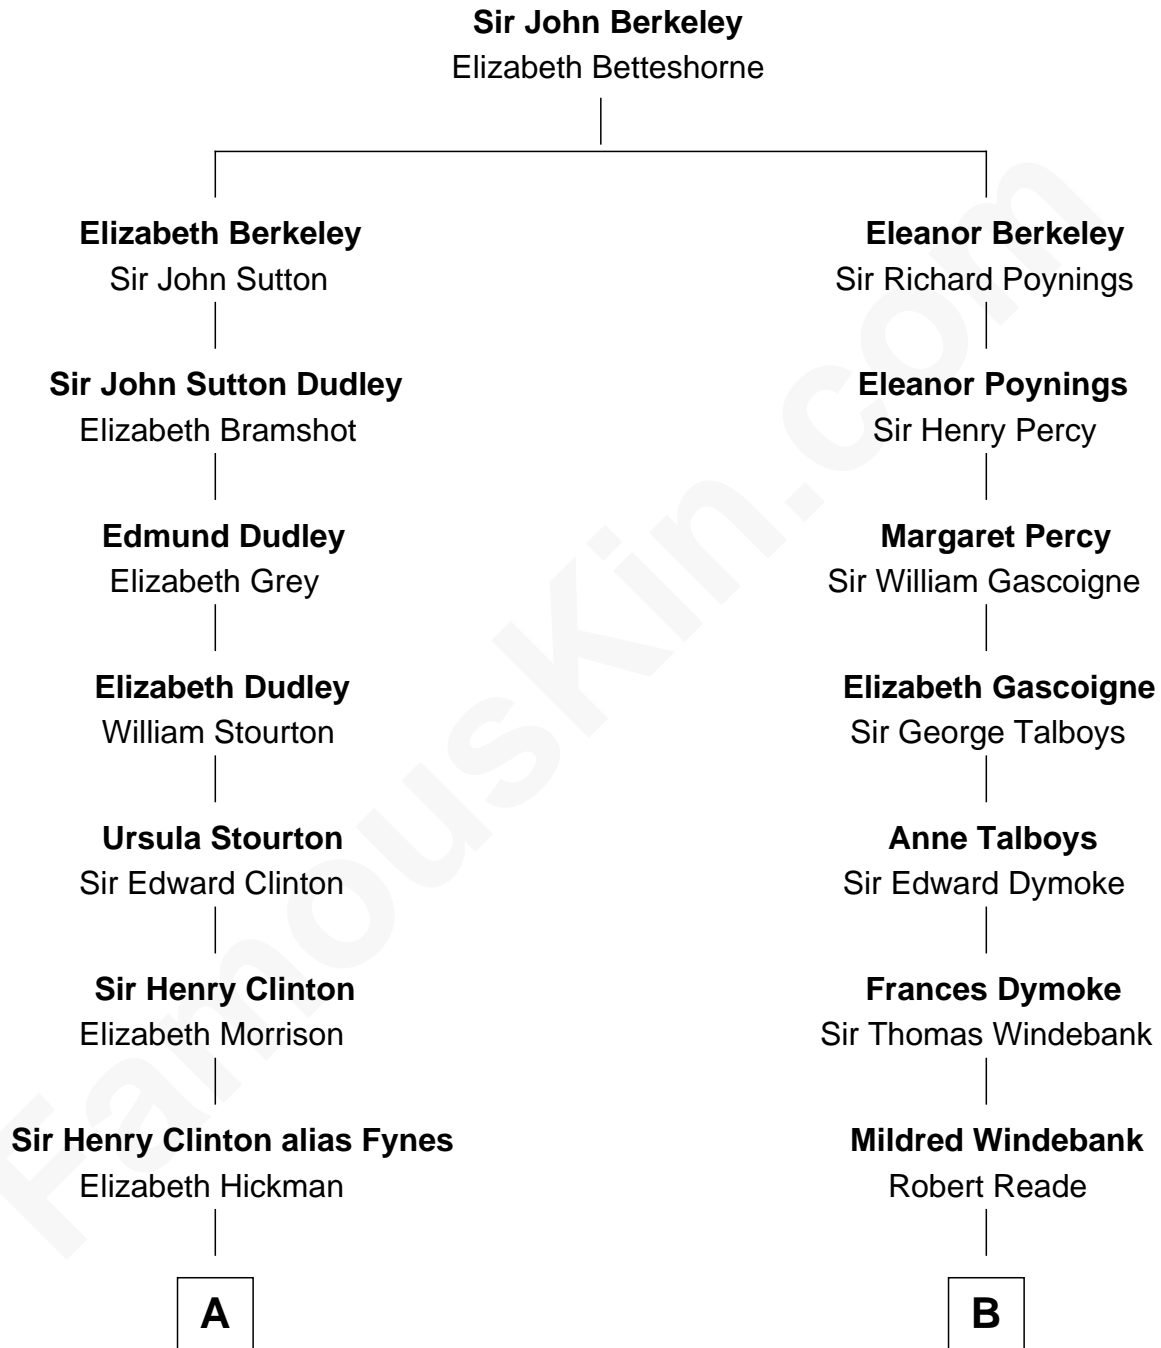 Sir John Berkeley
Elizabeth Betteshorne
Elizabeth Berkeley
Sir John Sutton
Eleanor Berkeley
Sir Richard Poynings
Sir John Sutton Dudley
Elizabeth Bramshot
Eleanor Poynings
Sir Henry Percy
Edmund Dudley
Elizabeth Grey
Margaret Percy
Sir William Gascoigne
Elizabeth Dudley
William Stourton
Elizabeth Gascoigne
Sir George Talboys
Ursula Stourton
Sir Edward Clinton
Anne Talboys
Sir Edward Dymoke
Sir Henry Clinton
Elizabeth Morrison
Frances Dymoke
Sir Thomas Windebank
Sir Henry Clinton alias Fynes
Elizabeth Hickman
Mildred Windebank
Robert Reade
A
B
FamousKin.com